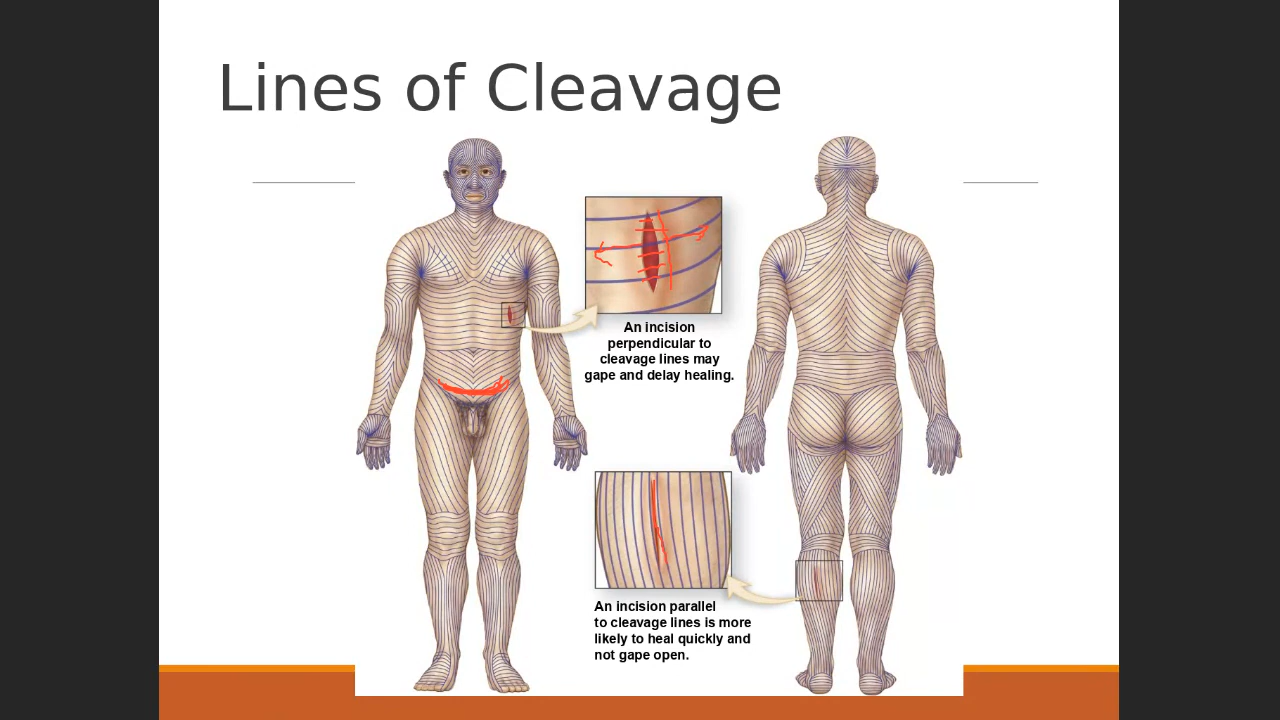 Lines of Cleavage
An incision
perpendicular to
cleavage lines may
gape and delay healing.
An incision parallel
to cleavage lines is more
likely to heal quickly and
not gape open.